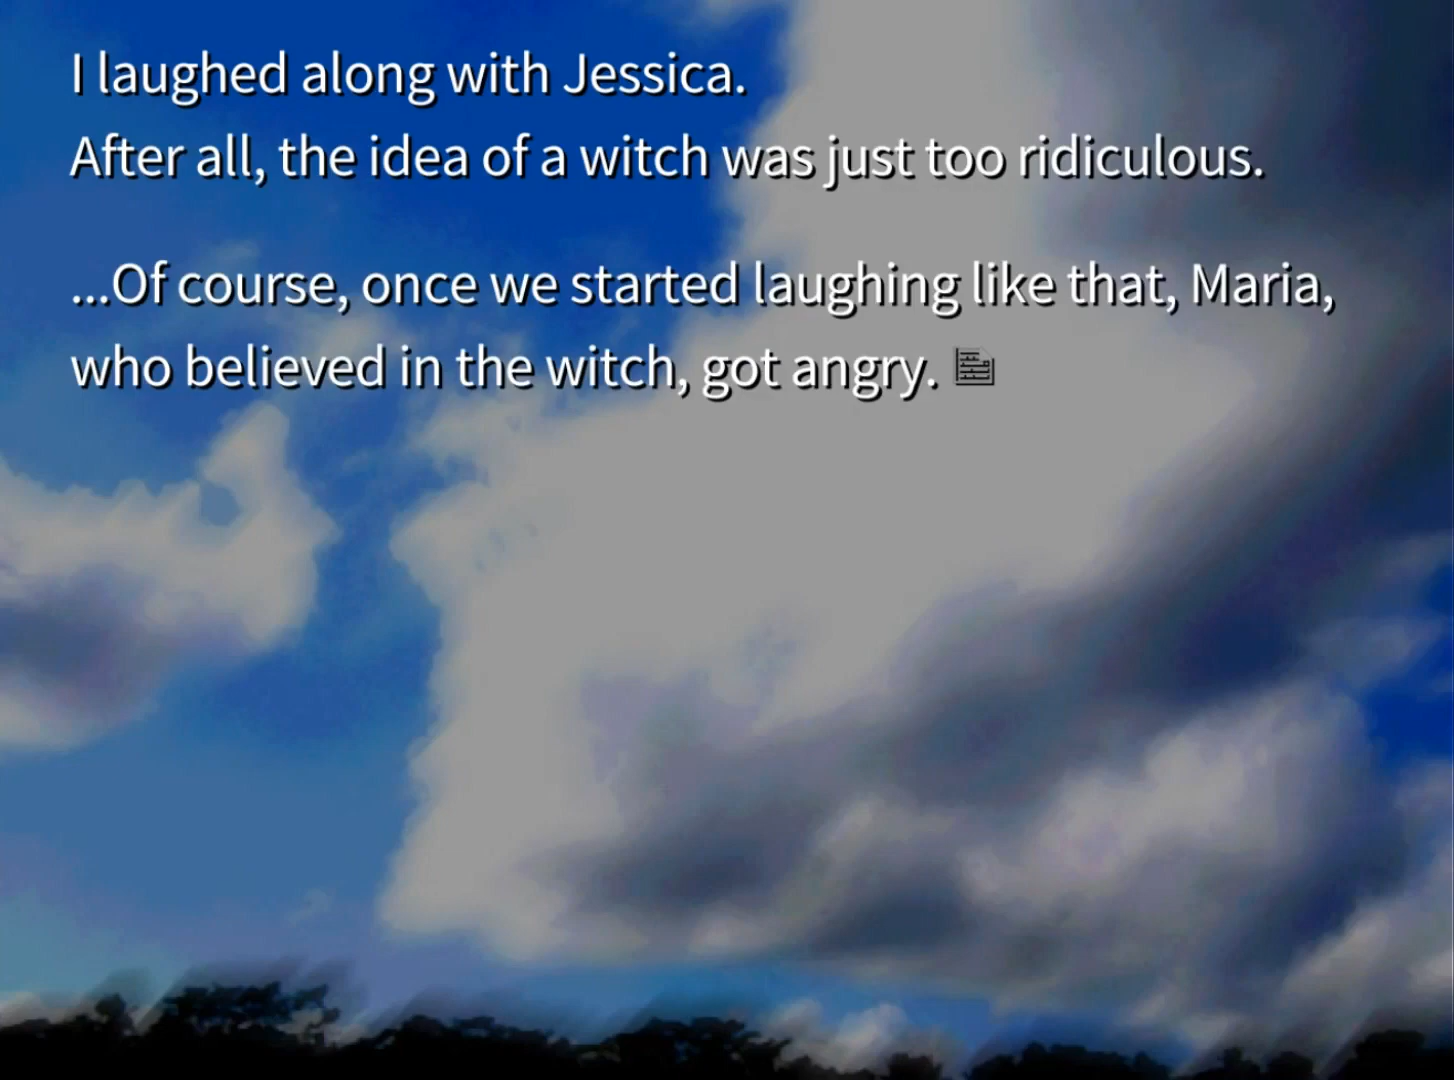 I laughed along with Jessica.
After all, the idea of a witch was just too ridiculous.
...Of course, once we started laughing like that, Maria,
who believed in the witch, got angry.